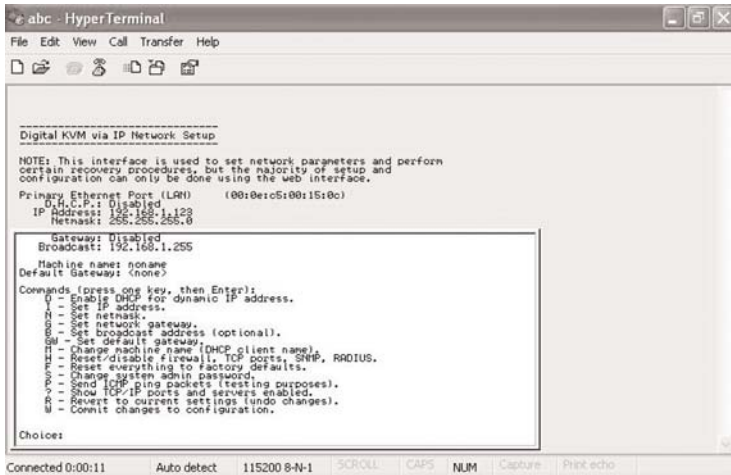 abc - HyperTerminal
File Edit View Call Transfer Help
Digital KVM via IP Network Setup
NOTE: This interface is used to set network parameters and perform
certain recovery procedures, but the majority of setup and
configuration can only be done using the web interface.
Primary Ethernet Port (LAN) (00:0e:c5:00:15:0c)
D.H.C.P.: Disabled
IP Address: 192.168.1.123
Netmask: 255.255.255.0
Gateway: Disabled
Broadcast: 192.168.1.255
Machine name: noname
Default Gateway: <none>
Commands (press one key, then Enter):
D - Enable DHCP for dynamic IP address.
I - Set IP address.
N - Set netmask.
G - Set network gateway.
B - Set broadcast address (optional).
GW - Set default gateway.
M - Change machine name (DHCP client name).
H - Reset/disable firewall, TCP ports, SNMP, RADIUS.
F - Reset everything to factory defaults.
S - Change system admin password.
P - Send ICMP ping packets (testing purposes).
? - Show TCP/IP ports and servers enabled.
R - Revert to current settings (undo changes).
W - Commit changes to configuration.
Choice:
Connected 0:00:11 Auto detect 115200 8-N-1 SCROLL CAPS NUM Capture Print echo